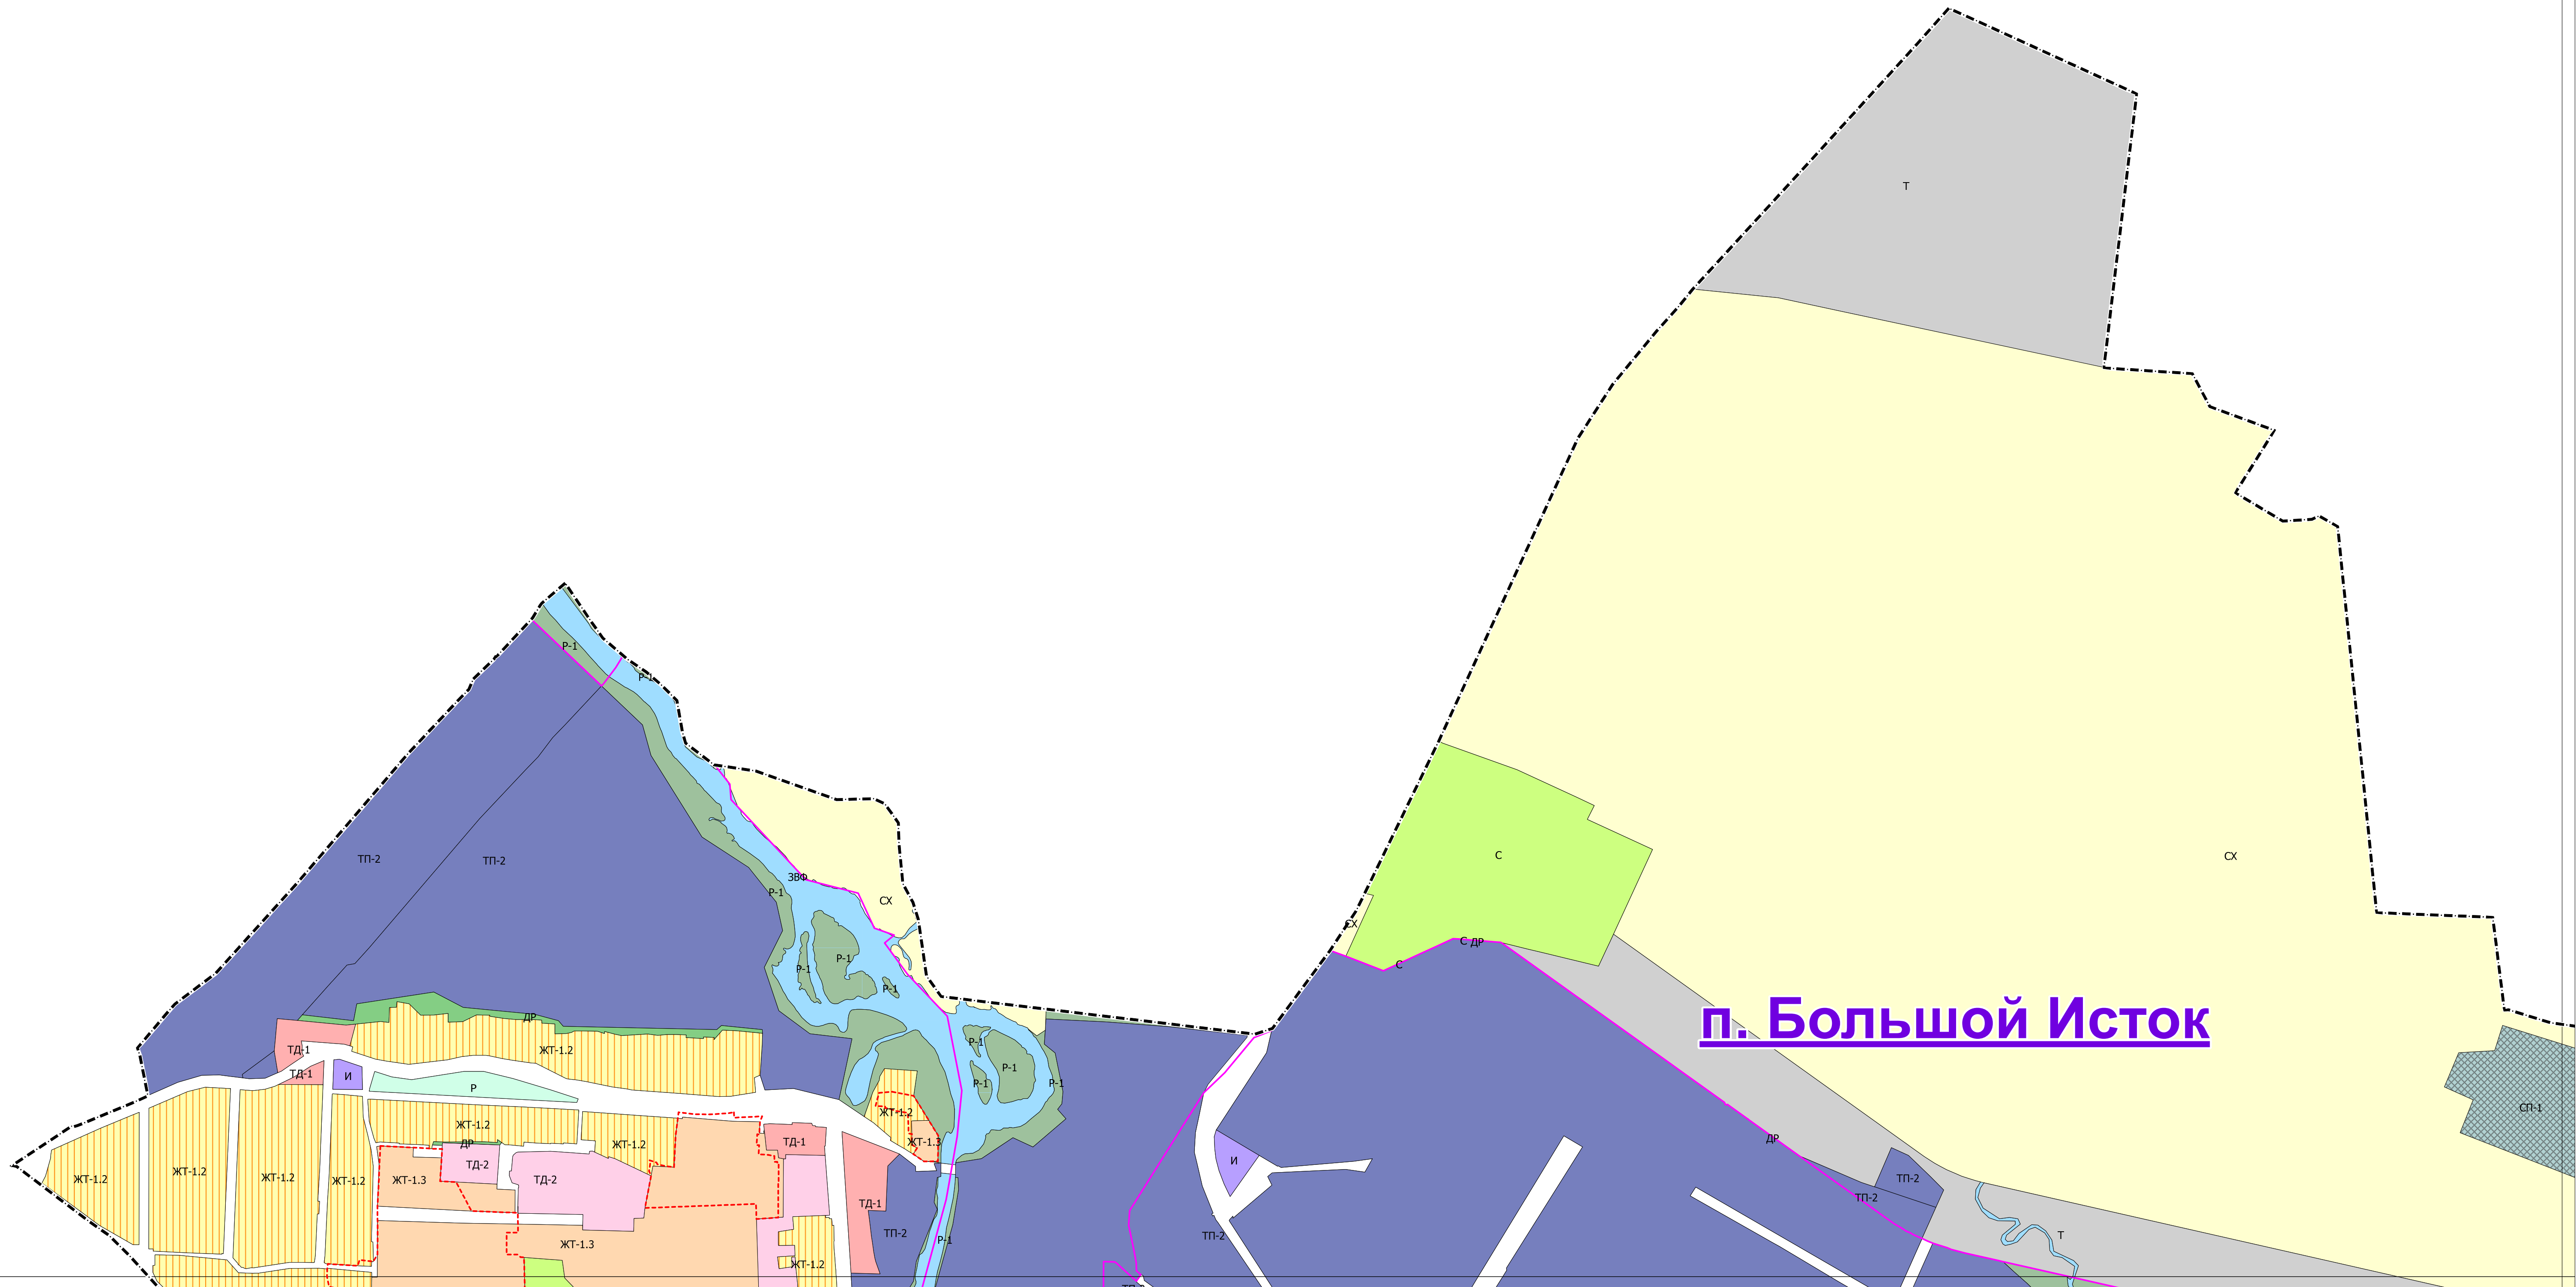 Т
Р-1
Р-1
СХ
С
ТП-2
ТП-2
ЗВФ
Р-1
СХ
СХ
С ДР
Р-1
С
Р-1
Р-1
ДР
п. Большой Исток
Р-1
ТД-1
ЖТ-1.2
Р-1
ТД-1
И
Р-1
Р-1
Р
СП-1
ЖТ-1.2
ЖТ-1.2
ДР
ДР
ЖТ-1.2
ТД-1
ЖТ-1.3
И
ТД-2
ЖТ-1.2
ЖТ-1.2
ЖТ-1.2
ЖТ-1.2
ЖТ-1.3
ТД-2
ТП-2
ТП-2
ТД-1
ТП-2
ТП-2
Т
Р-1
ЖТ-1.3
ЖТ-1.2